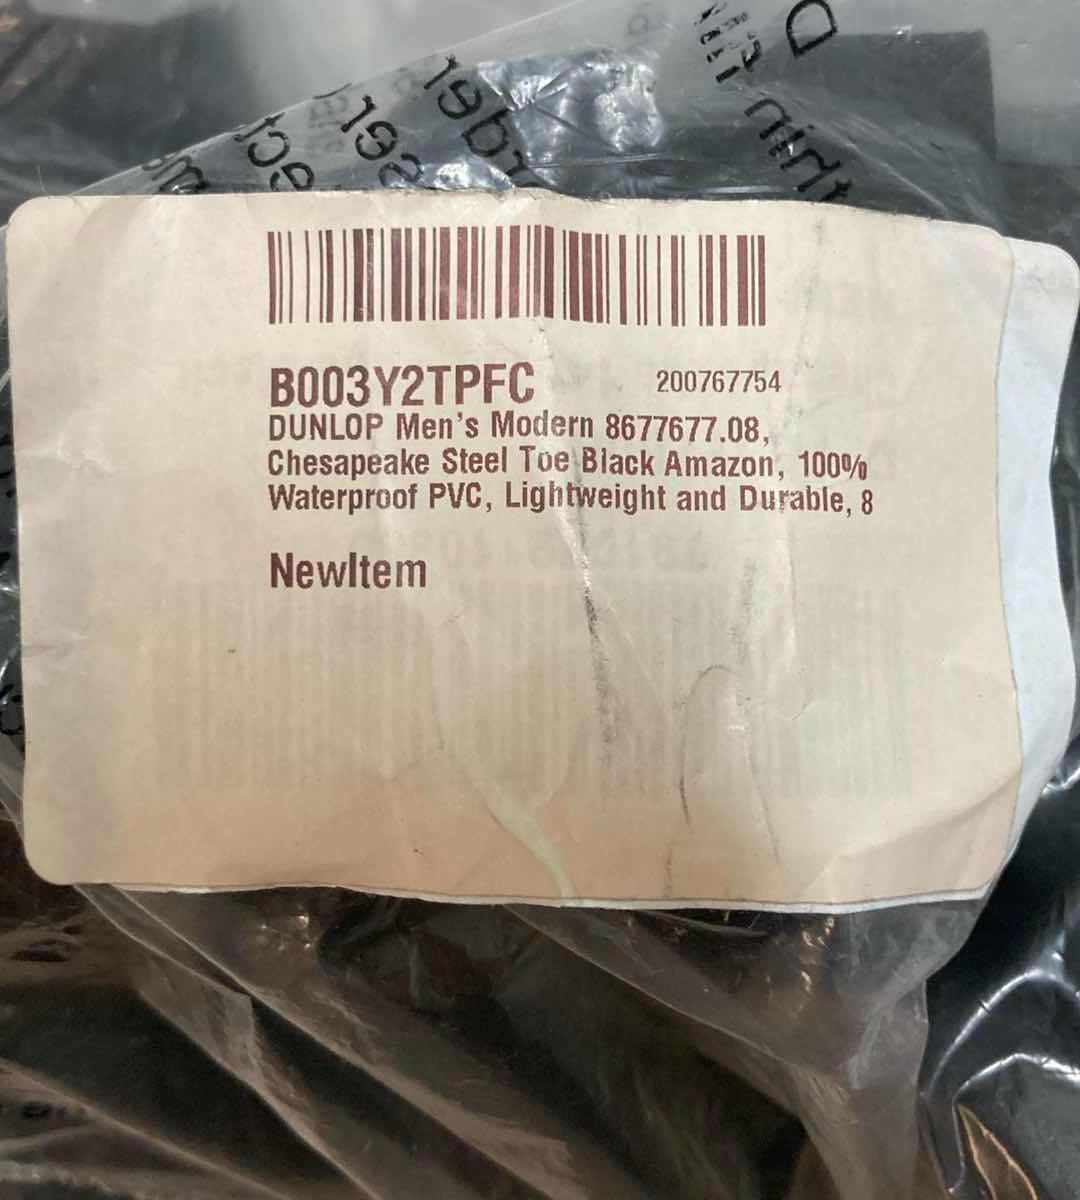 B003Y2TPFC 200767754
DUNLOP Men's Modern 8677677.08,
Chesapeake Steel Toe Black Amazon, 100%
Waterproof PVC, Lightweight and Durable, 8
NewItem